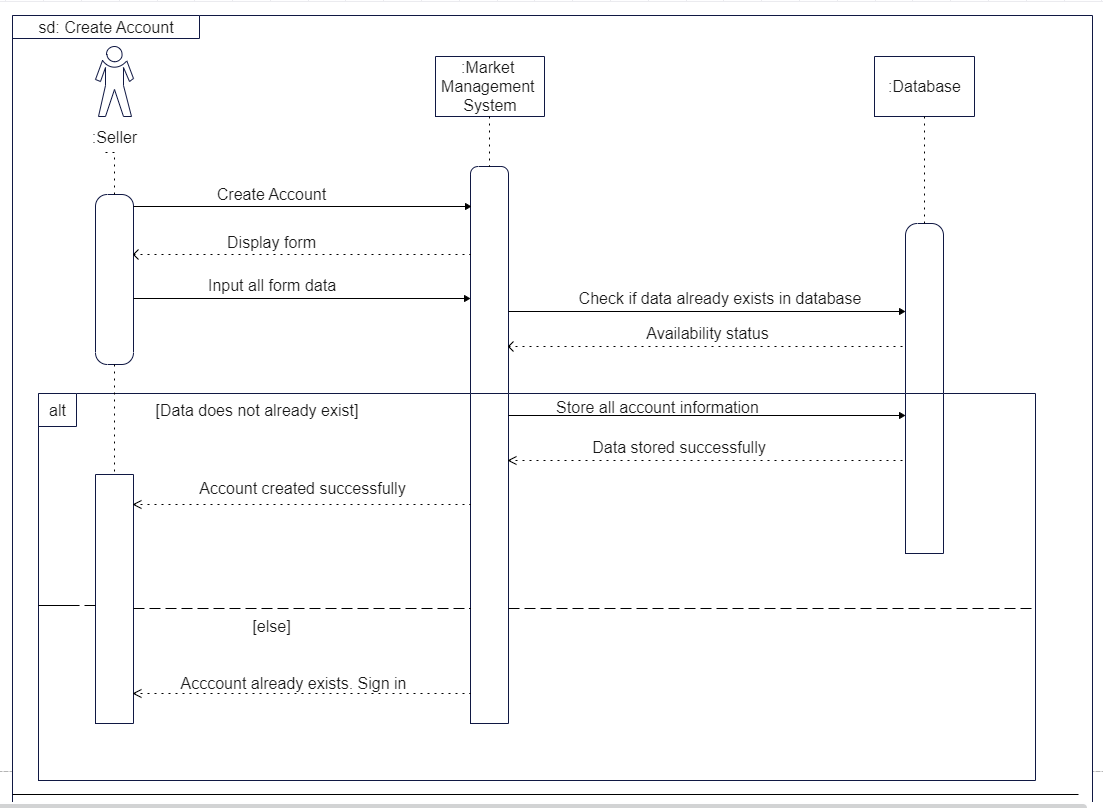 sd: Create Account
:Market
Management
System
:Database
:Seller
Create Account
Display form
Input all form data
Check if data already exists in database
Availability status
alt
[Data does not already exist]
Store all account information
Data stored successfully
Account created successfully
[else]
Acccount already exists. Sign in